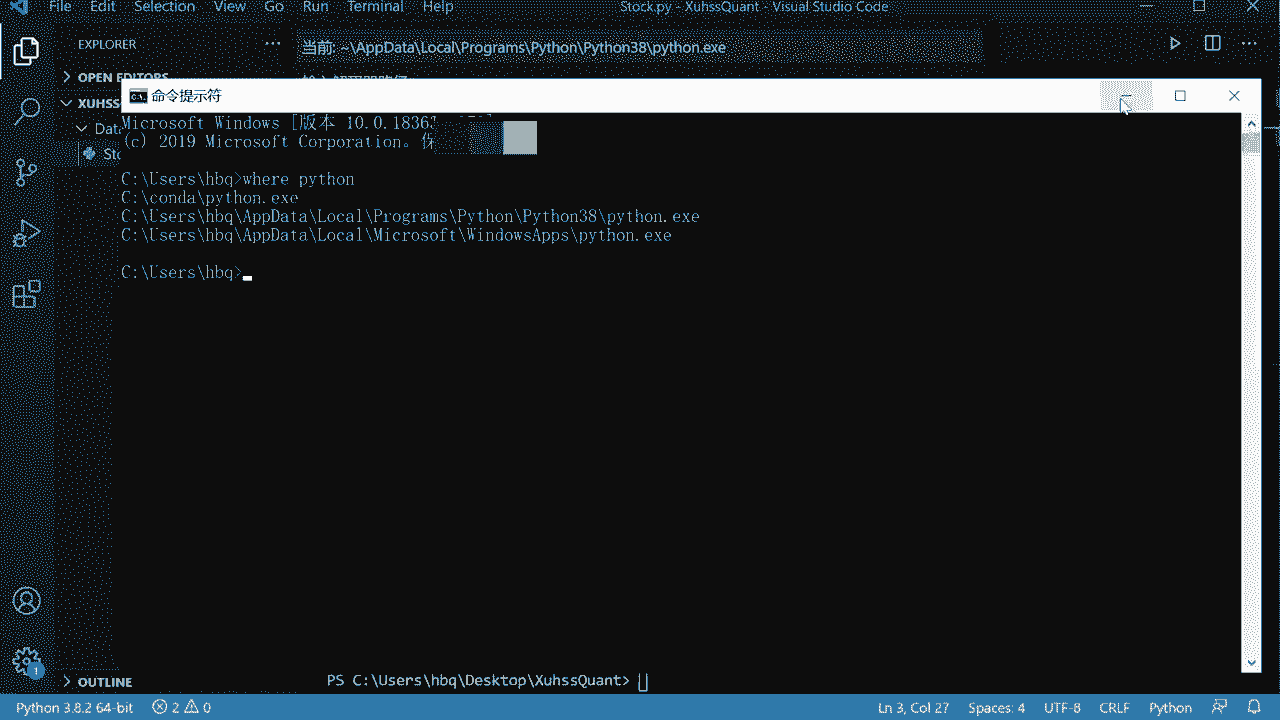 File Edit Selection View Go Run Terminal Help Stock.py - XuhssQuant - Visual Studio Code
EXPLORER ···
当前: ~\AppData\Local\Programs\Python\Python38\python.exe
OPEN EDITORS
XUHSS
命令提示符
Data
Microsoft Windows [版本 10.0.18363
(c) 2019 Microsoft Corporation。保
Sto
C:\Users\hbq>where python
C:\conda\python.exe
C:\Users\hbq\AppData\Local\Programs\Python\Python38\python.exe
C:\Users\hbq\AppData\Local\Microsoft\WindowsApps\python.exe
C:\Users\hbq>
1
OUTLINE
PS C:\Users\hbq\Desktop\XuhssQuant>
Python 3.8.2 64-bit 2 0 Ln 3, Col 27 Spaces: 4 UTF-8 CRLF Python